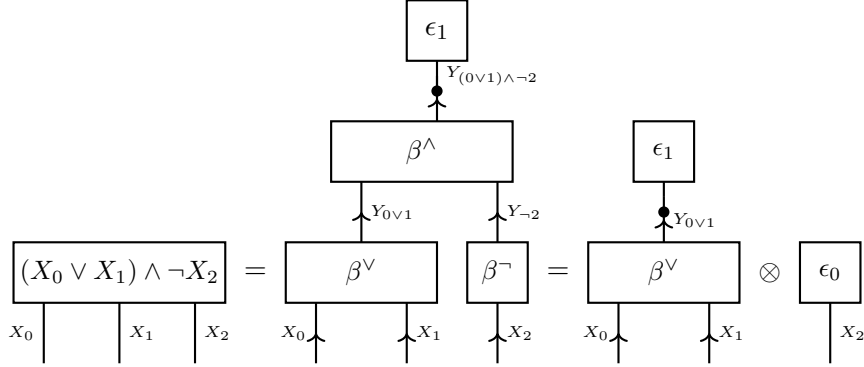 ϵ₁
Y₍₀∨₁₎∧¬₂
β^∧ ϵ₁
Y₀∨₁ Y¬₂ Y₀∨₁
(X₀ ∨ X₁) ∧ ¬X₂ = β^∨ β^¬ = β^∨ ⊗ ϵ₀
X₀ X₁ X₂ X₀ X₁ X₂ X₀ X₁ X₂